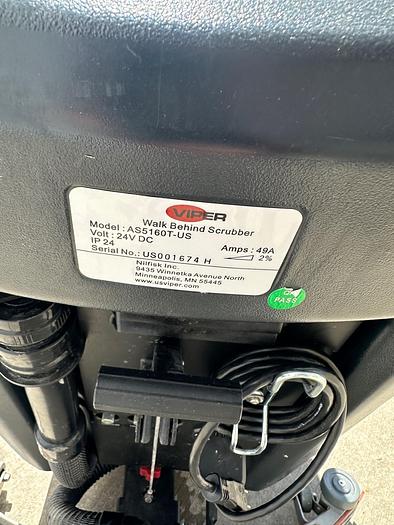 VIPER
Walk Behind Scrubber
Model : AS5160T-US
Volt : 24V DC Amps : 49A
IP 24 2%
Serial No.: US001674 H
Nilfisk Inc.
9435 Winnetka Avenue North
Minneapolis, MN 55445
www.usviper.com
PASS